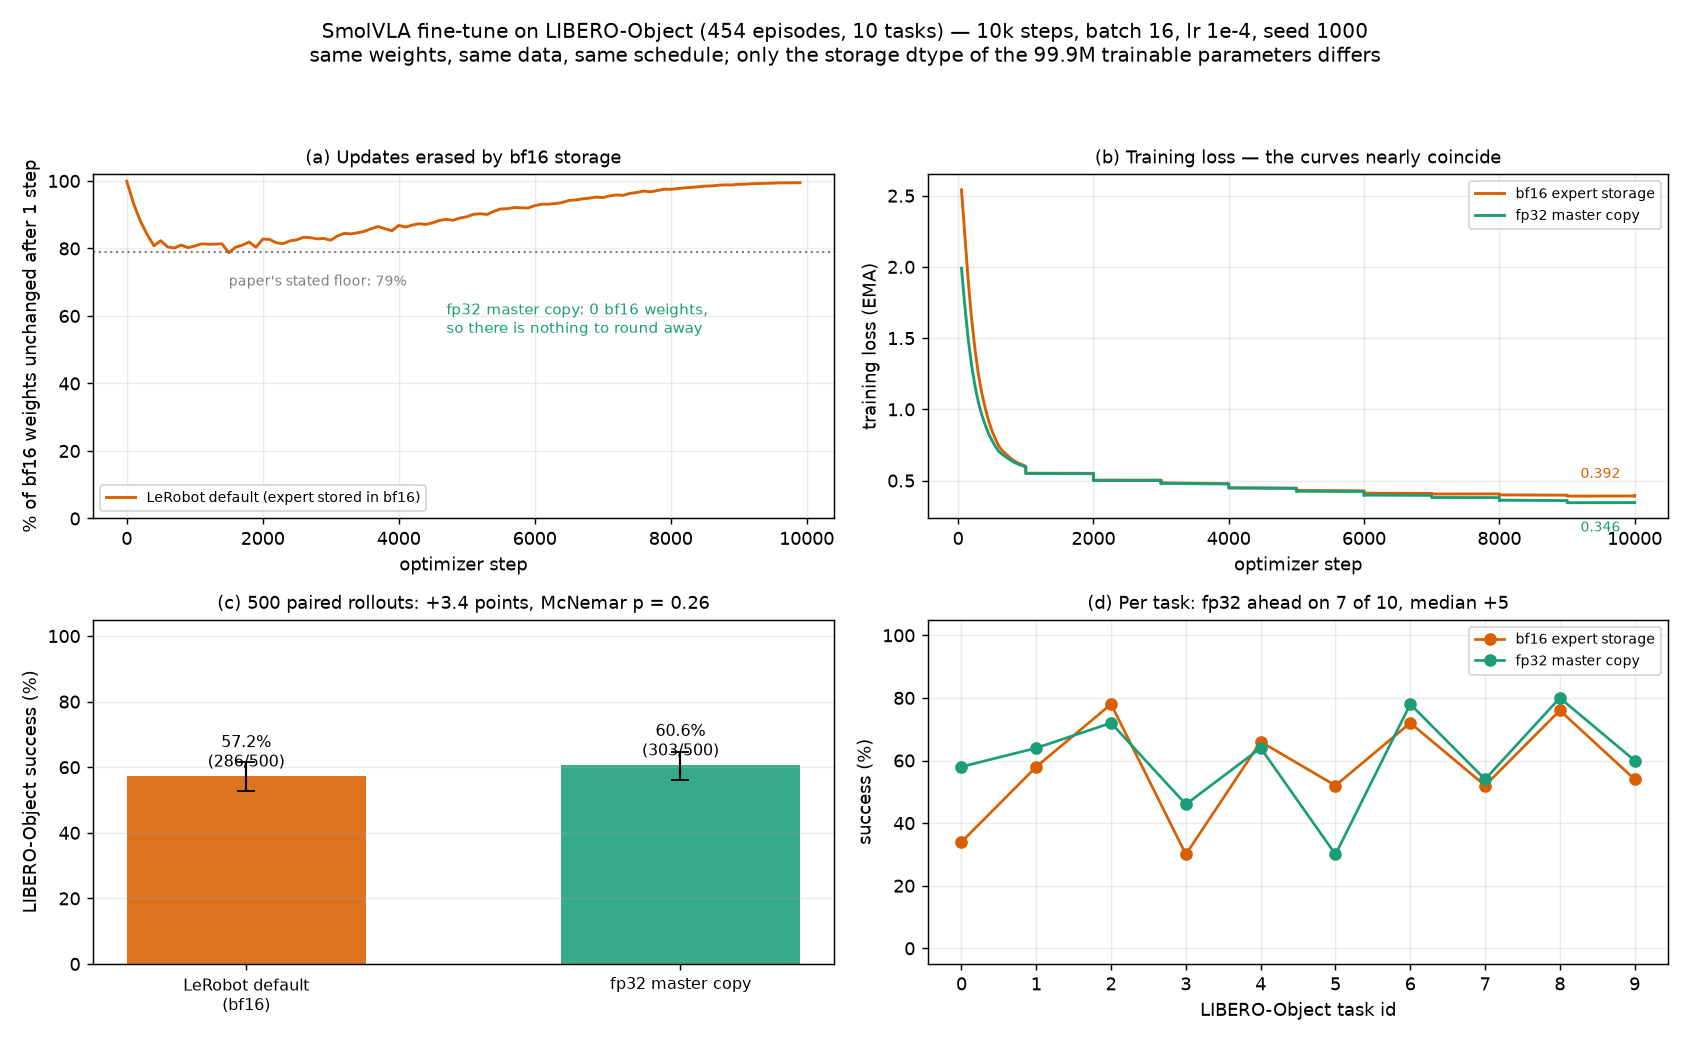 SmolVLA fine-tune on LIBERO-Object (454 episodes, 10 tasks) — 10k steps, batch 16, lr 1e-4, seed 1000
same weights, same data, same schedule; only the storage dtype of the 99.9M trainable parameters differs
(a) Updates erased by bf16 storage
% of bf16 weights unchanged after 1 step
100
80
60
40
20
0
paper's stated floor: 79%
fp32 master copy: 0 bf16 weights,
so there is nothing to round away
LeRobot default (expert stored in bf16)
0 2000 4000 6000 8000 10000
optimizer step
(b) Training loss — the curves nearly coincide
training loss (EMA)
2.5
2.0
1.5
1.0
0.5
bf16 expert storage
fp32 master copy
0.392
0.346
0 2000 4000 6000 8000 10000
optimizer step
(c) 500 paired rollouts: +3.4 points, McNemar p = 0.26
LIBERO-Object success (%)
100
80
60
40
20
0
57.2%
(286/500)
60.6%
(303/500)
LeRobot default
(bf16)
fp32 master copy
(d) Per task: fp32 ahead on 7 of 10, median +5
success (%)
100
80
60
40
20
0
bf16 expert storage
fp32 master copy
0 1 2 3 4 5 6 7 8 9
LIBERO-Object task id